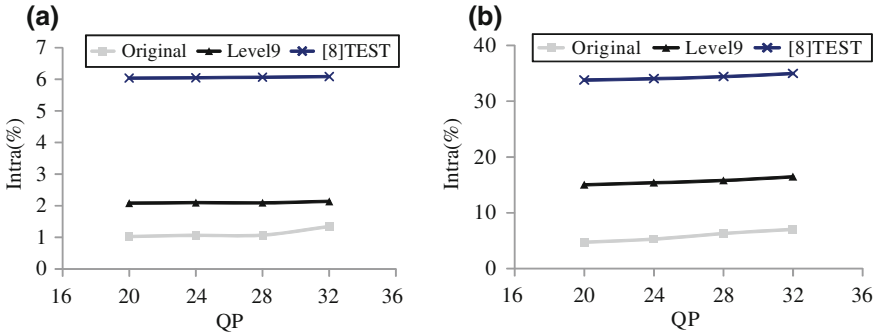 (a)
Original Level9 [8]TEST
7
6
5
4
3
2
1
0
Intra(%)
16 20 24 28 32 36
QP
(b)
Original Level9 [8]TEST
40
30
20
10
0
Intra(%)
16 20 24 28 32 36
QP